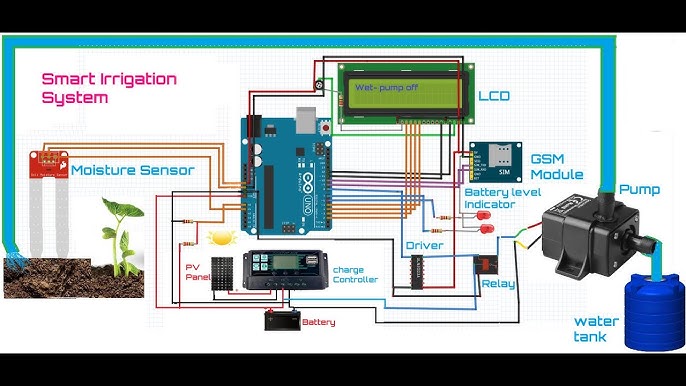 Smart Irrigation
System
Wet- pump off
LCD
Moisture Sensor
GSM
Module
SIM
Battery level
Indicator
Pump
UNO
Driver
PV
Panel
charge
Controller
Relay
Battery
water
tank